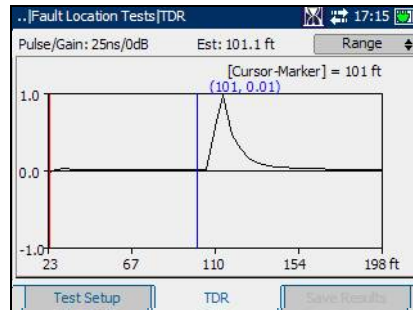 ..|Fault Location Tests|TDR 17:15
Pulse/Gain: 25ns/0dB Est: 101.1 ft Range
[Cursor-Marker] = 101 ft
(101, 0.01)
1.0
0.0
-1.0
23 67 110 154 198 ft
Test Setup TDR Save Results